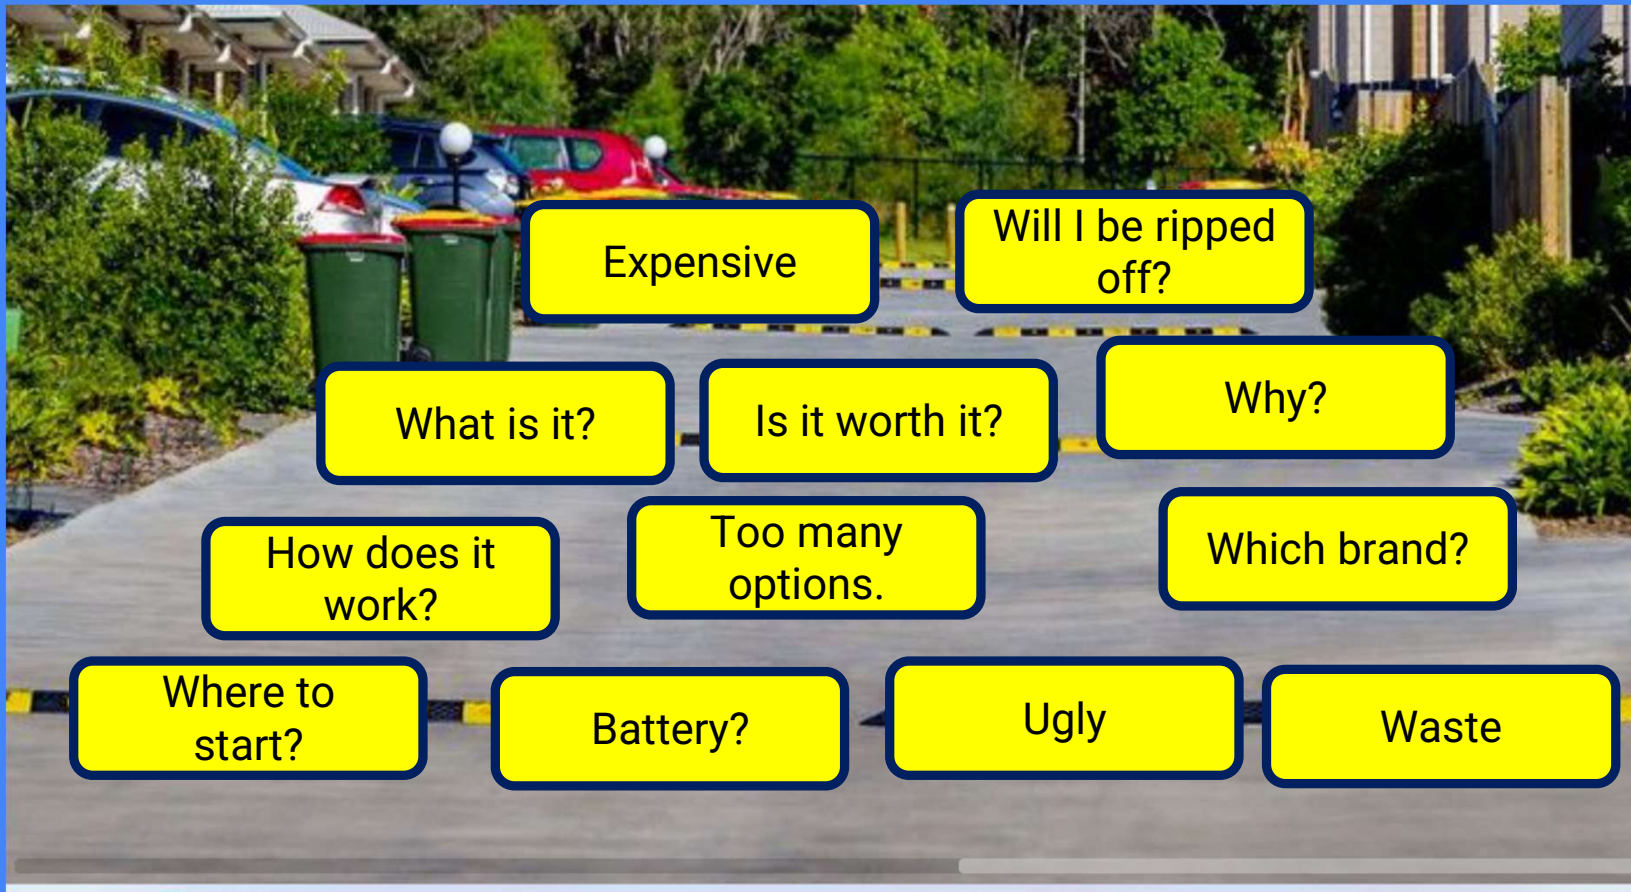 Expensive
Will I be ripped
off?
What is it?
Is it worth it?
Why?
How does it
work?
Too many
options.
Which brand?
Where to
start?
Battery?
Ugly
Waste